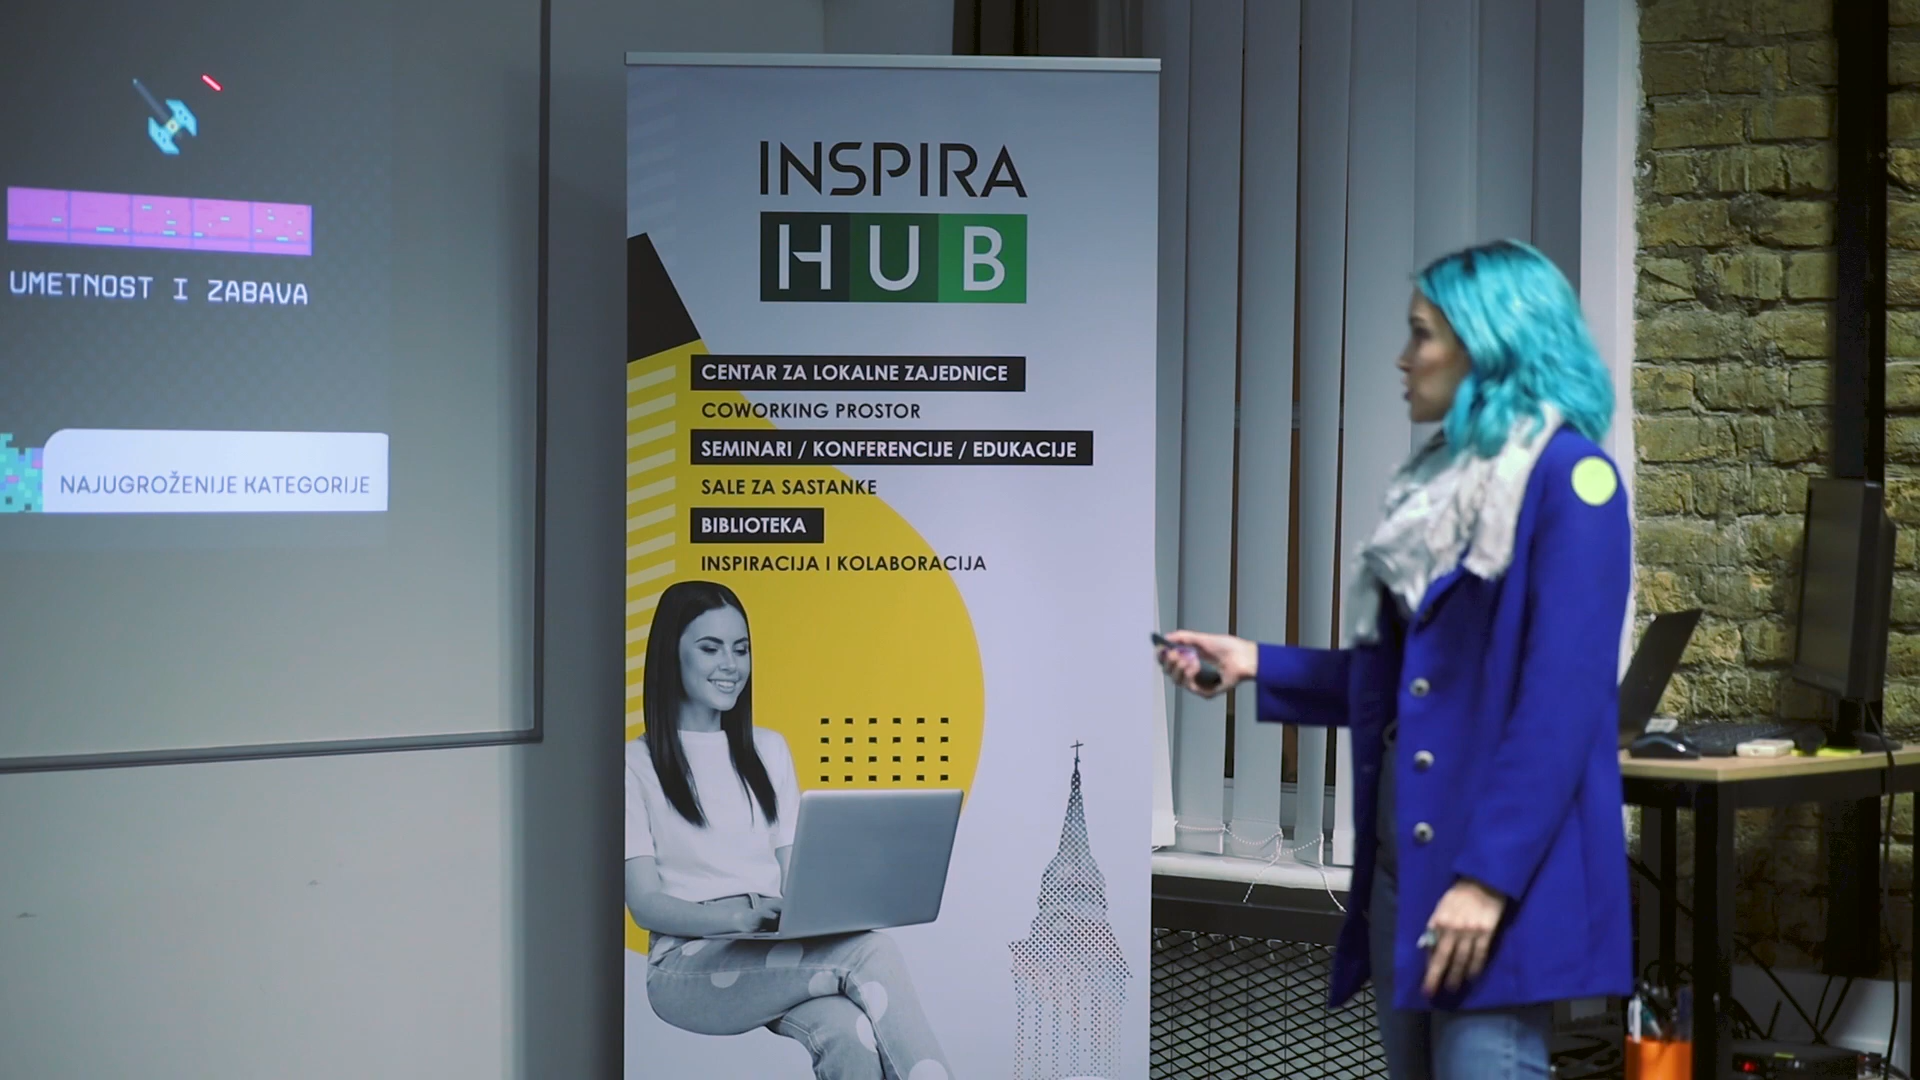 UMETNOST I ZABAVA
NAJUGROŽENIJE KATEGORIJE
INSPIRA
HUB
CENTAR ZA LOKALNE ZAJEDNICE
COWORKING PROSTOR
SEMINARI / KONFERENCIJE / EDUKACIJE
SALE ZA SASTANKE
BIBLIOTEKA
INSPIRACIJA I KOLABORACIJA